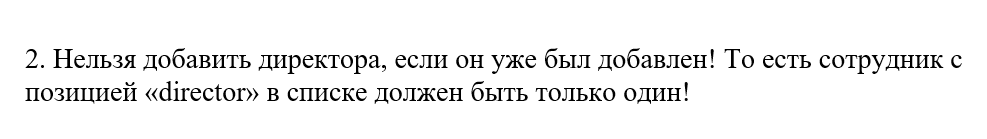 2. Нельзя добавить директора, если он уже был добавлен! То есть сотрудник с
позицией «director» в списке должен быть только один!